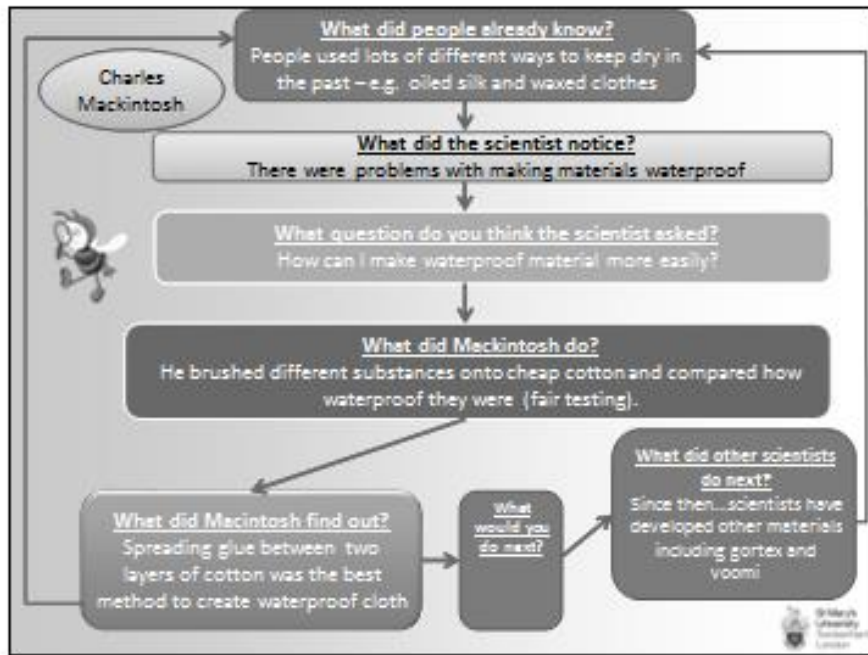 What did people already know?
People used lots of different ways to keep dry in
the past – e.g. oiled silk and waxed clothes
Charles
Mackintosh
What did the scientist notice?
There were problems with making materials waterproof
What question do you think the scientist asked?
How can I make waterproof material more easily?
What did Mackintosh do?
He brushed different substances onto cheap cotton and compared how
waterproof they were (fair testing).
What did Macintosh find out?
Spreading glue between two
layers of cotton was the best
method to create waterproof cloth
What
would you
do next?
What did other scientists
do next?
Since then...scientists have
developed other materials
including gortex and
voomi
St Mary's
University
Twickenham
London